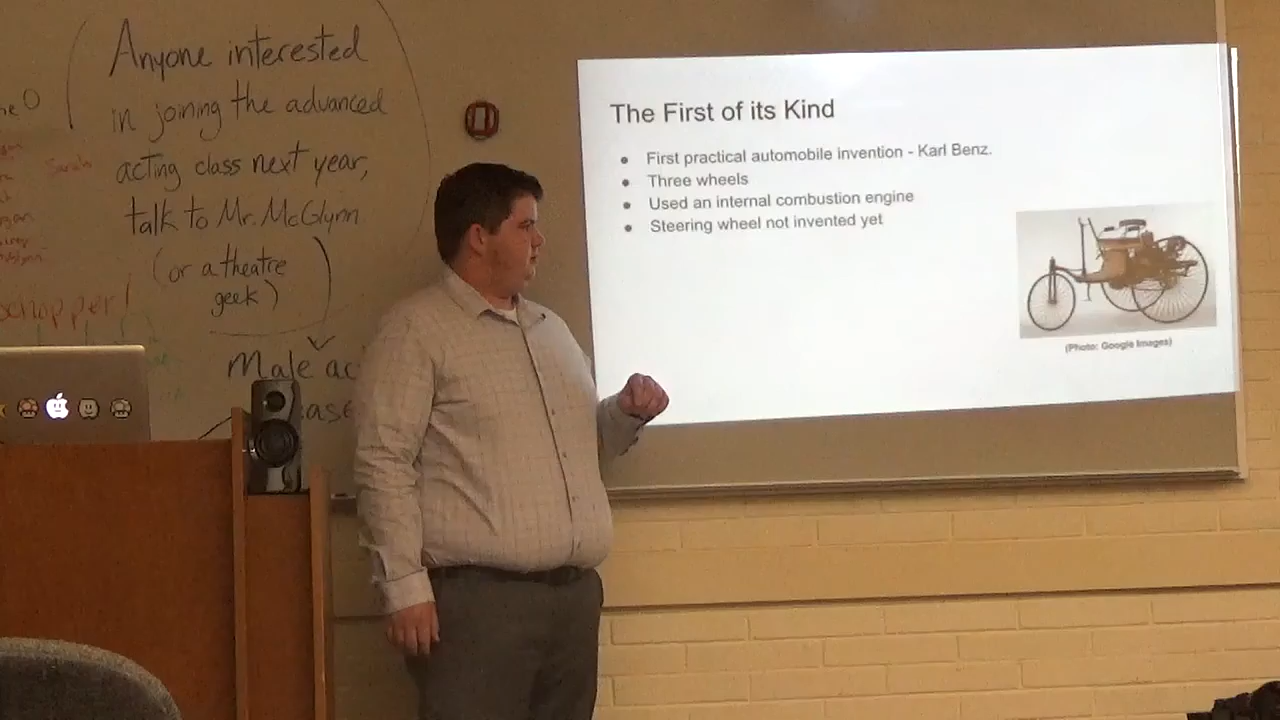 Anyone interested
in joining the advanced
acting class next year,
talk to Mr. McGlynn
(or a theatre
geek)
Male
Sarah
The First of its Kind
● First practical automobile invention - Karl Benz.
● Three wheels
● Used an internal combustion engine
● Steering wheel not invented yet
(Photo: Google Images)